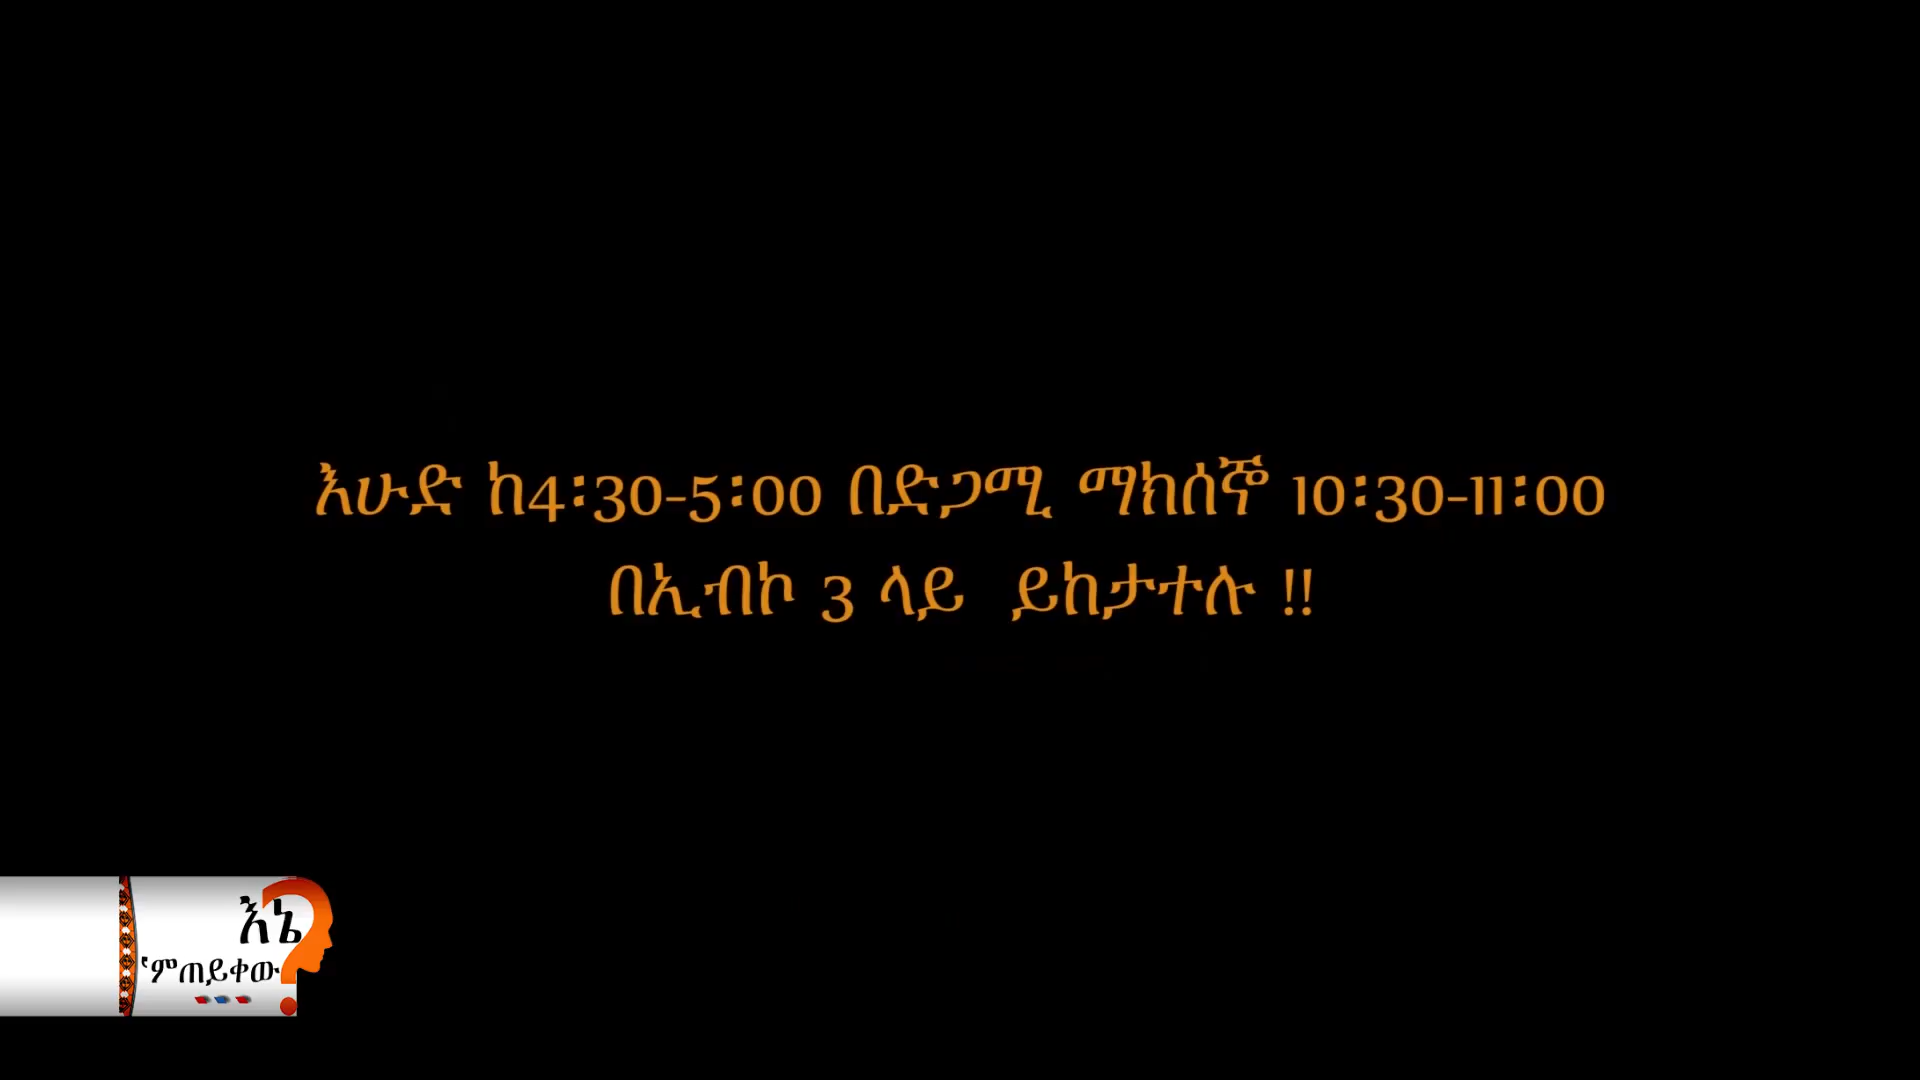 እሁድ ከ4፡30-5፡00 በድጋሚ ማክሰኞ 10፡30-11፡00
በኢብኮ 3 ላይ ይከታተሉ !!
እኔ
'ምጠይቀው